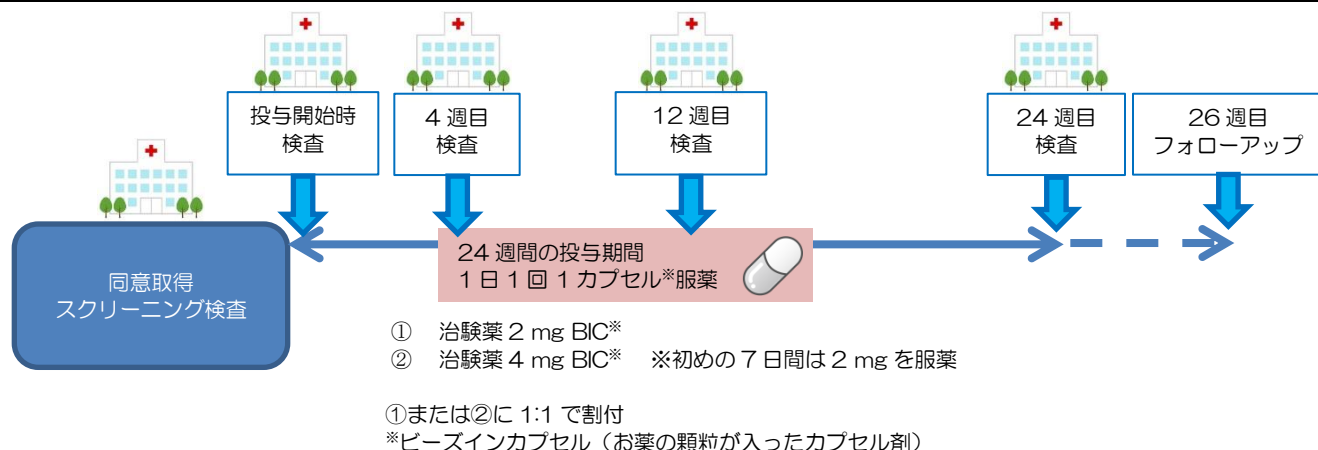 投与開始時
検査
4 週目
検査
12 週目
検査
24 週目
検査
26 週目
フォローアップ
同意取得
スクリーニング検査
24 週間の投与期間
1 日 1 回 1 カプセル※服薬
① 治験薬 2 mg BIC※
② 治験薬 4 mg BIC※ ※初めの 7 日間は 2 mg を服薬
①または②に 1:1 で割付
※ビーズインカプセル（お薬の顆粒が入ったカプセル剤）